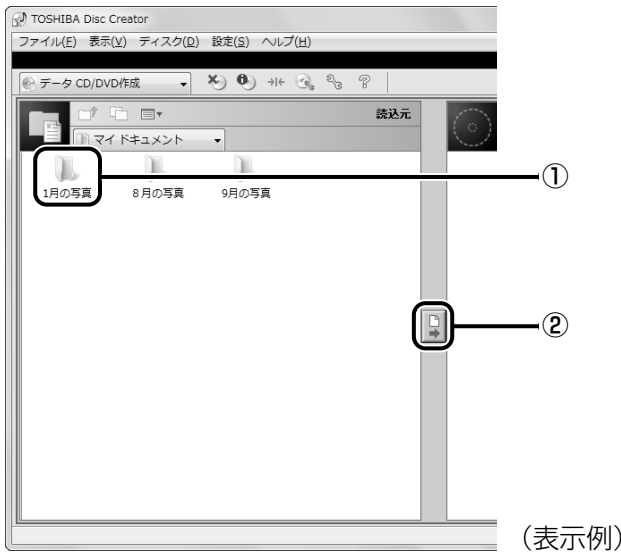 TOSHIBA Disc Creator
ファイル(F) 表示(V) ディスク(D) 設定(S) ヘルプ(H)
データ CD/DVD作成
読込元
マイ ドキュメント
1月の写真 8月の写真 9月の写真
①
②
（表示例）